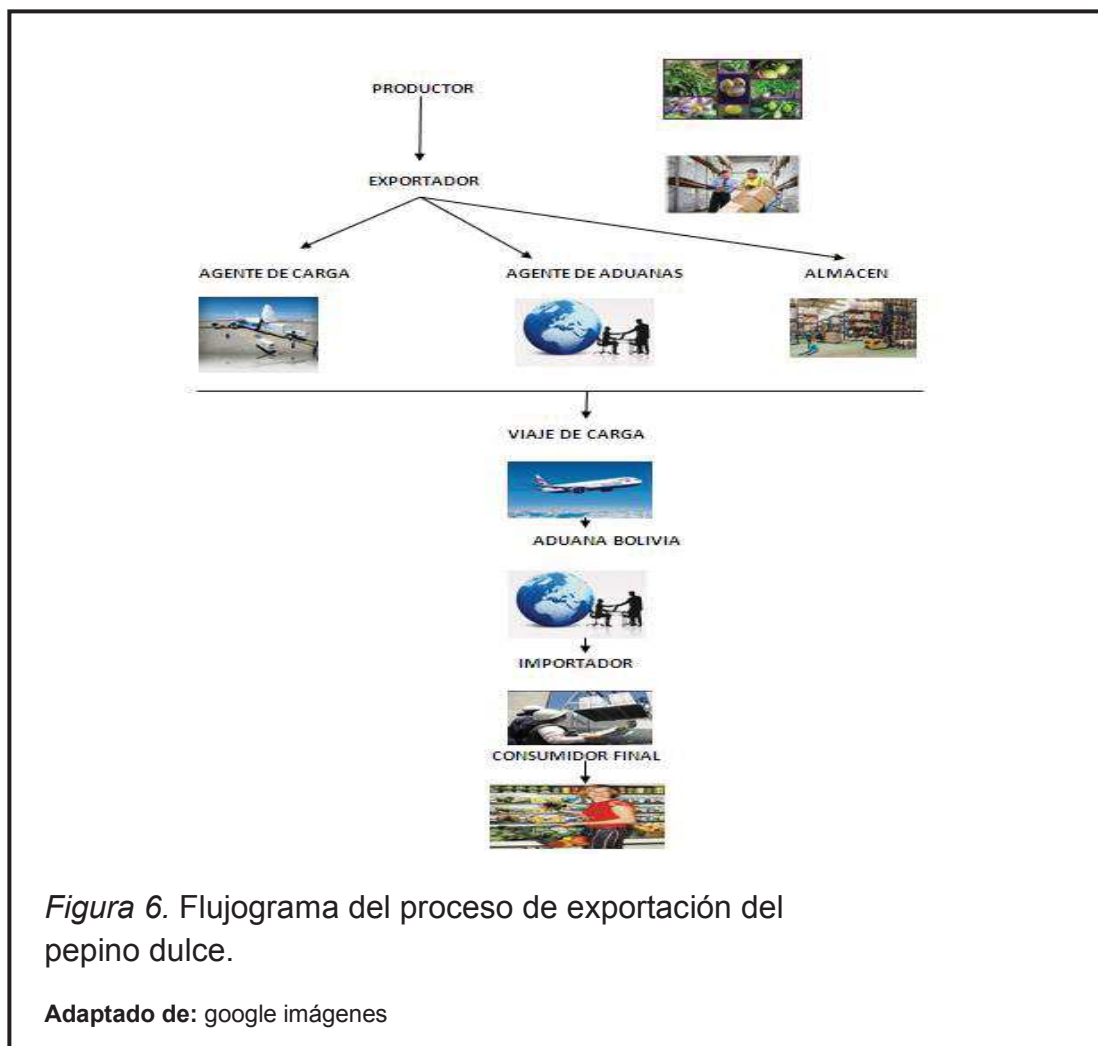 PRODUCTOR
EXPORTADOR
AGENTE DE CARGA
AGENTE DE ADUANAS
ALMACEN
VIAJE DE CARGA
ADUANA BOLIVIA
IMPORTADOR
CONSUMIDOR FINAL
Figura 6. Flujograma del proceso de exportación del
pepino dulce.
Adaptado de: google imágenes